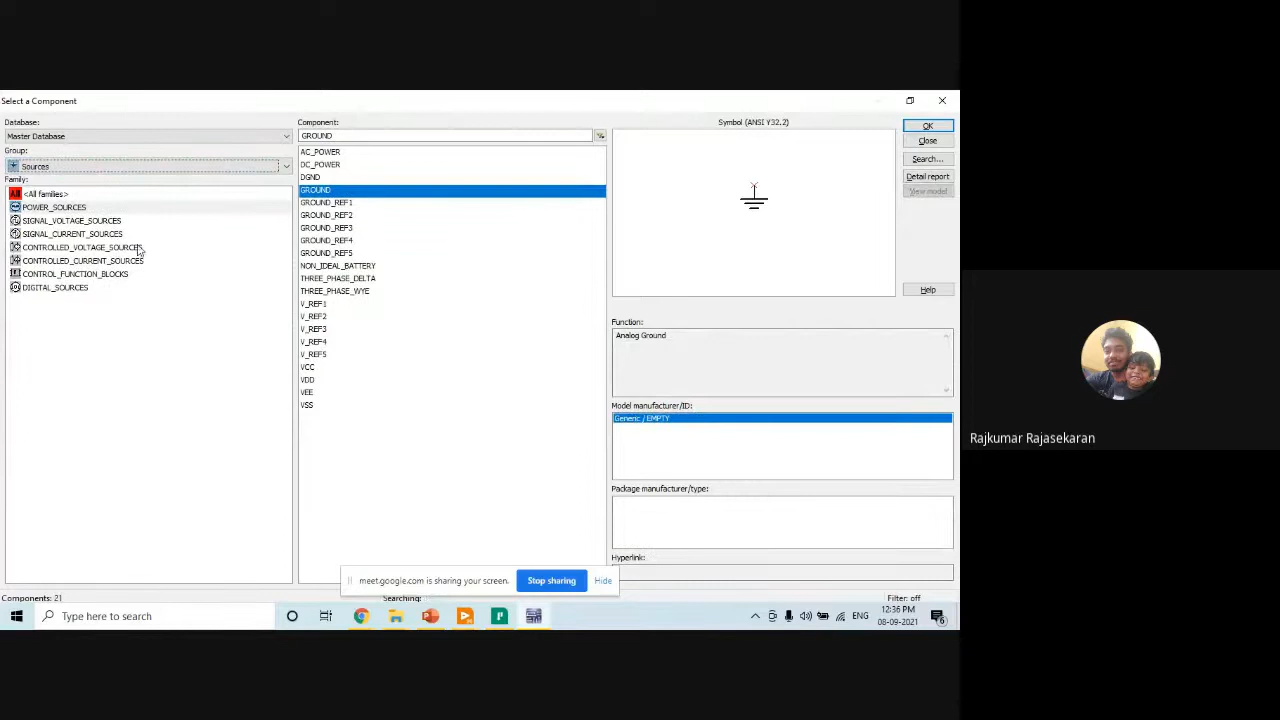 Select a Component
Database:
Master Database
Group:
Sources
Family:
All <All families>
POWER_SOURCES
SIGNAL_VOLTAGE_SOURCES
SIGNAL_CURRENT_SOURCES
CONTROLLED_VOLTAGE_SOURCES
CONTROLLED_CURRENT_SOURCES
CONTROL_FUNCTION_BLOCKS
DIGITAL_SOURCES
Components: 21
Component:
GROUND
AC_POWER
DC_POWER
DGND
GROUND
GROUND_REF1
GROUND_REF2
GROUND_REF3
GROUND_REF4
GROUND_REF5
NON_IDEAL_BATTERY
THREE_PHASE_DELTA
THREE_PHASE_WYE
V_REF1
V_REF2
V_REF3
V_REF4
V_REF5
VCC
VDD
VEE
VSS
Searching:
Symbol (ANSI Y32.2)
Function:
Analog Ground
Model manufacturer/ID:
Generic / EMPTY
Package manufacturer/type:
Hyperlink:
Filter: off
OK
Close
Search...
Detail report
View model
Help
meet.google.com is sharing your screen.
Stop sharing
Hide
Type here to search
ENG
12:36 PM
08-09-2021
6
Rajkumar Rajasekaran